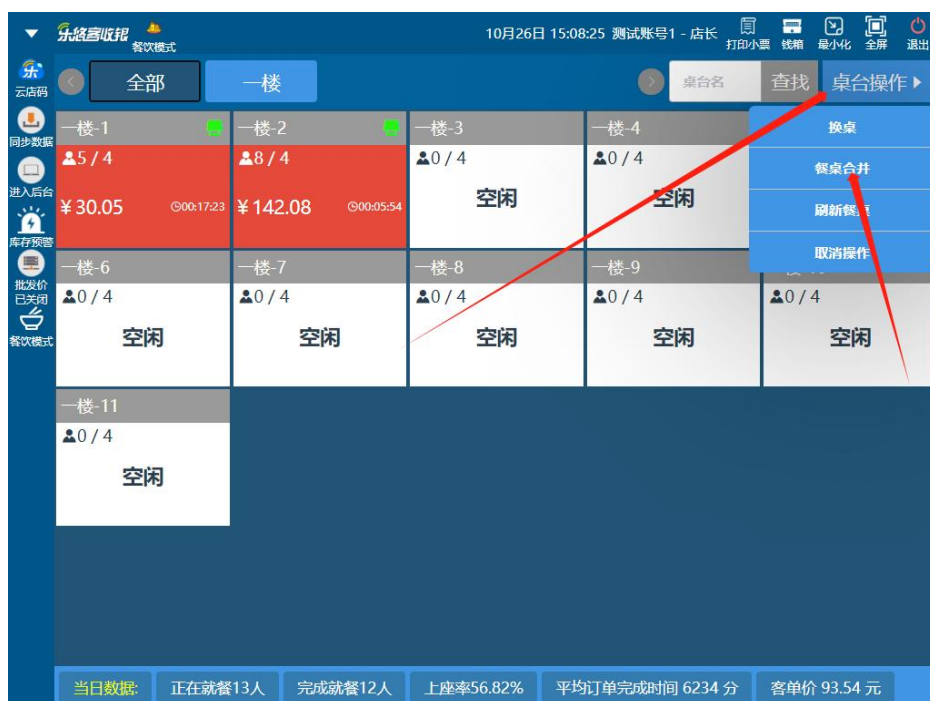 乐悠客收银
餐饮模式
10月26日 15:08:25 测试账号1 - 店长
打印小票
钱箱
最小化
全屏
退出
云店码
同步数据
进入后台
库存预警
批发价
已关闭
餐饮模式
全部
一楼
桌台名
查找
桌台操作
换桌
餐桌合并
刷新餐桌
取消操作
一楼-1
5 / 4
¥ 30.05
00:17:23
一楼-2
8 / 4
¥ 142.08
00:05:54
一楼-3
0 / 4
空闲
一楼-4
0 / 4
空闲
一楼-6
0 / 4
空闲
一楼-7
0 / 4
空闲
一楼-8
0 / 4
空闲
一楼-9
0 / 4
空闲
0 / 4
空闲
一楼-11
0 / 4
空闲
当日数据:
正在就餐13人
完成就餐12人
上座率56.82%
平均订单完成时间 6234 分
客单价 93.54 元